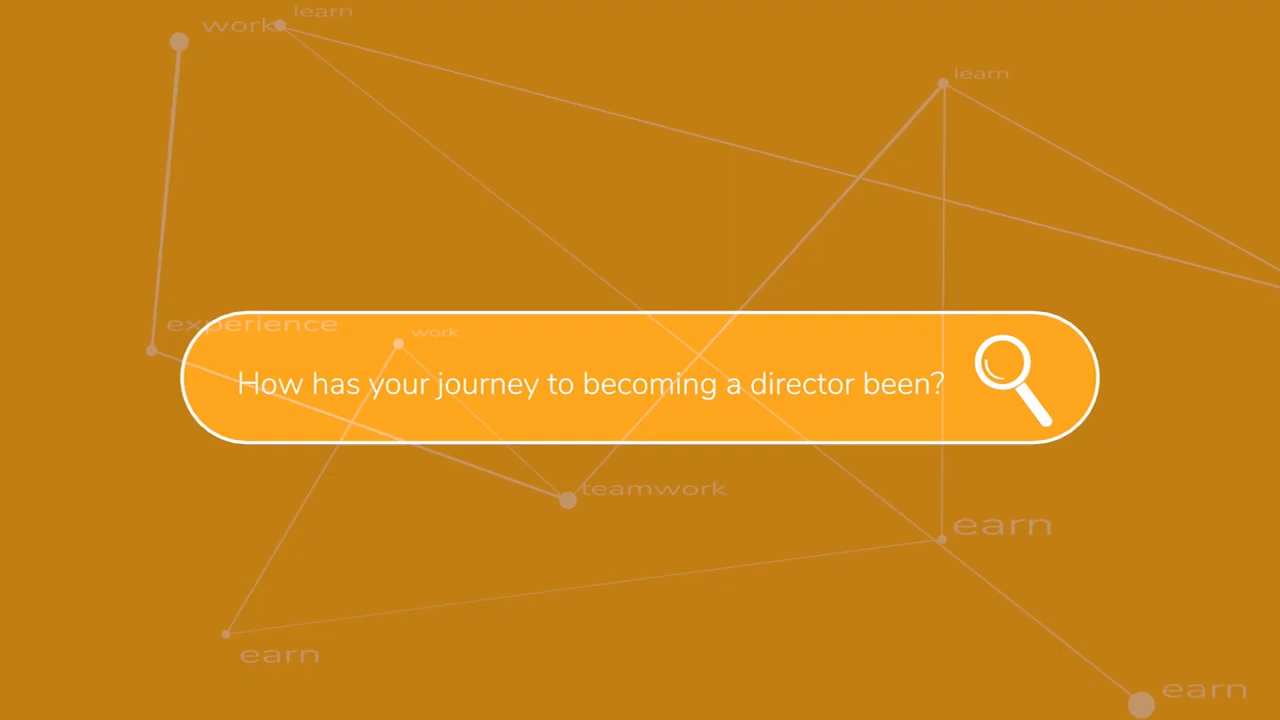 learn
work
learn
experience
work
How has your journey to becoming a director been?
teamwork
earn
earn
earn